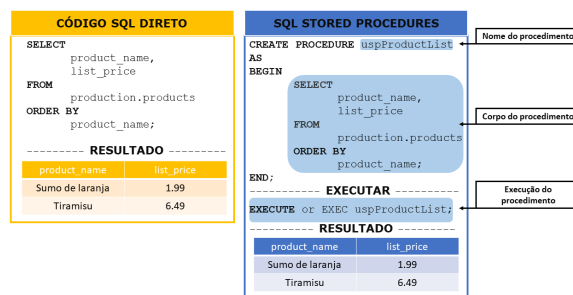 CÓDIGO SQL DIRETO
SELECT
product_name,
list_price
FROM
production.products
ORDER BY
product_name;
--------- RESULTADO ---------
product_name list_price
Sumo de laranja 1.99
Tiramisu 6.49
SQL STORED PROCEDURES
CREATE PROCEDURE uspProductList
AS
BEGIN
SELECT
product_name,
list_price
FROM
production.products
ORDER BY
product_name;
END;
----------- EXECUTAR ----------
EXECUTE or EXEC uspProductList;
---------- RESULTADO ----------
product_name list_price
Sumo de laranja 1.99
Tiramisu 6.49
Nome do procedimento
Corpo do procedimento
Execução do
procedimento